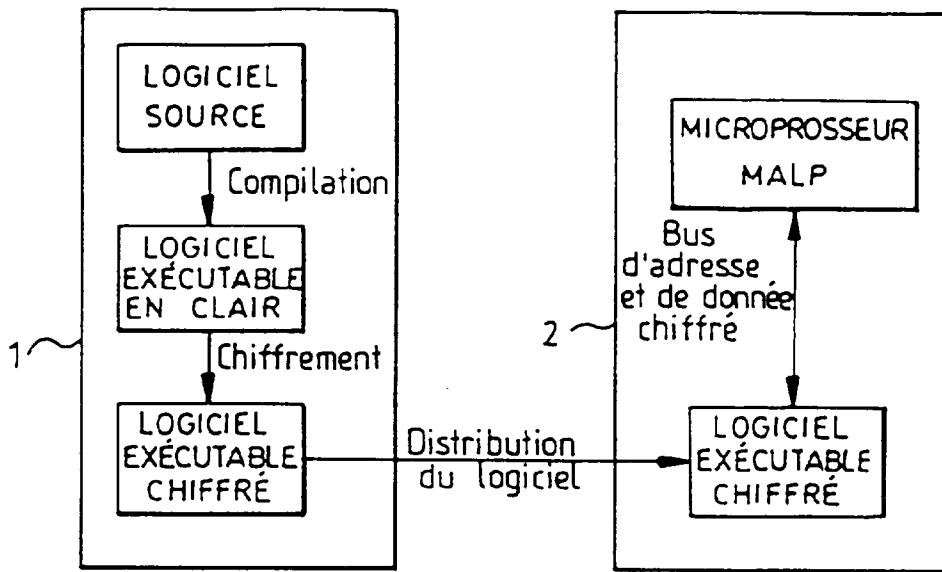 LOGICIEL
SOURCE
Compilation
LOGICIEL
EXÉCUTABLE
EN CLAIR
1
Chiffrement
LOGICIEL
EXÉCUTABLE
CHIFFRÉ
Distribution
du logiciel
MICROPROSSEUR
MALP
Bus
d'adresse
et de donnée
chiffré
2
LOGICIEL
EXÉCUTABLE
CHIFFRÉ